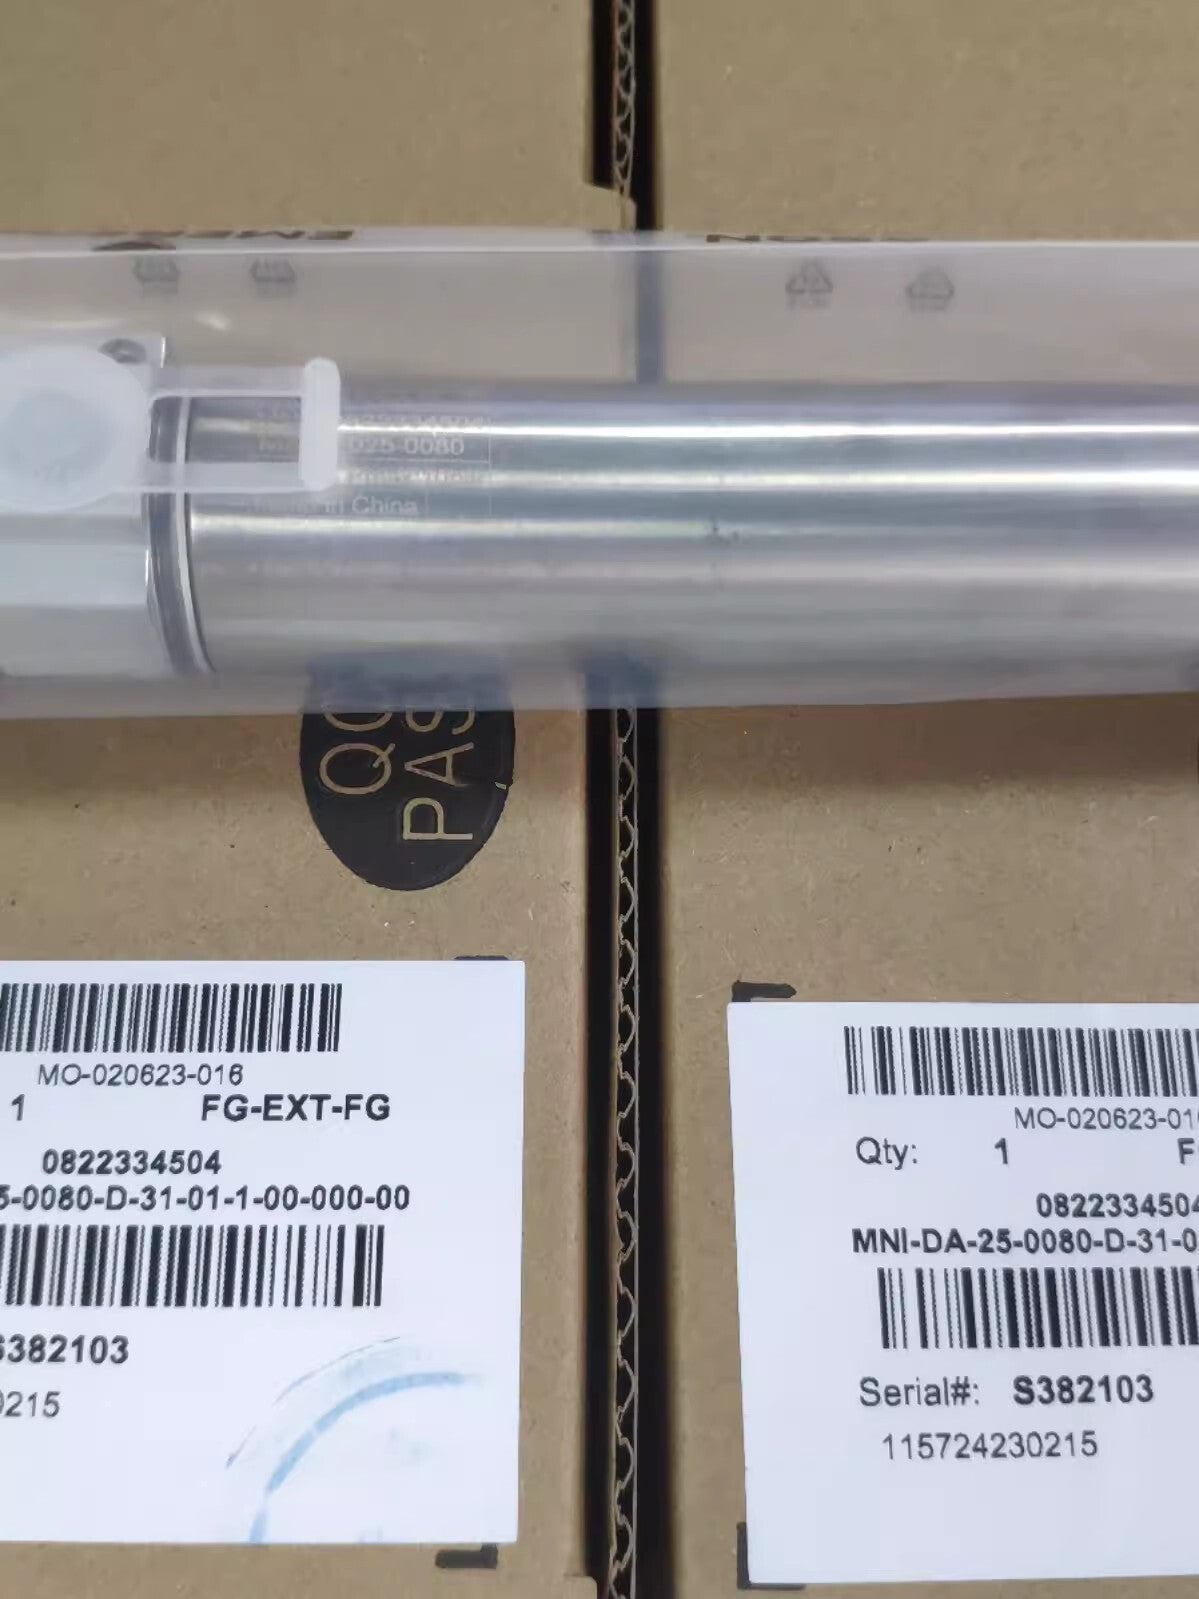 0822334504
025-0080
in China
QC
PAS
MO-020623-016
1 FG-EXT-FG
0822334504
5-0080-D-31-01-1-00-000-00
S382103
0215
MO-020623-01
Qty: 1 F
0822334504
MNI-DA-25-0080-D-31-0
Serial#: S382103
115724230215